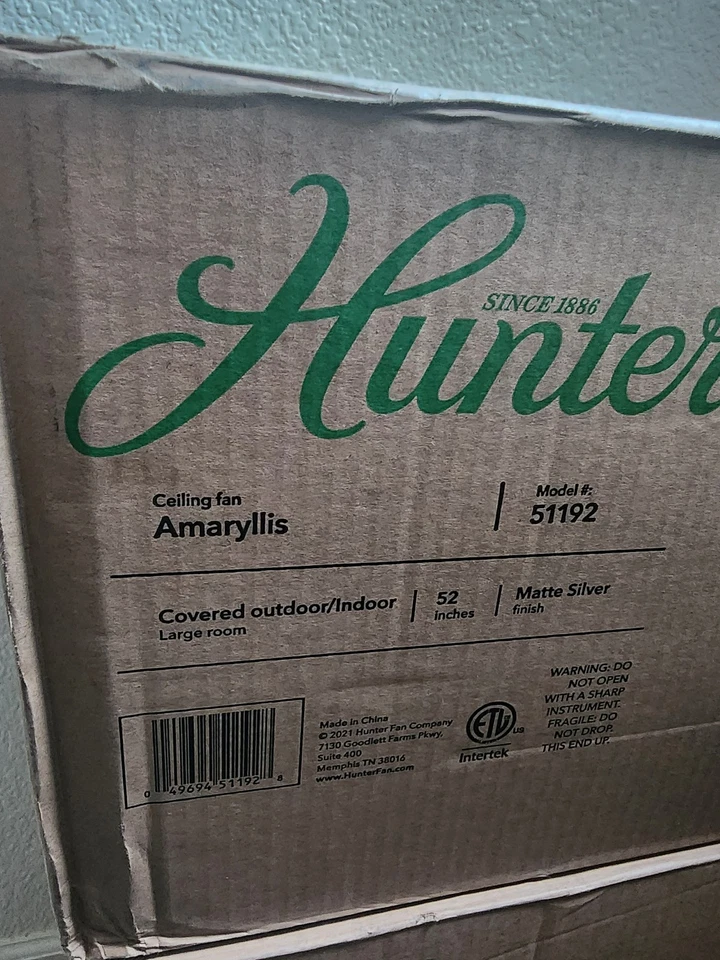 Hunter
SINCE 1886
Ceiling fan
Amaryllis
Model #:
51192
Covered outdoor/Indoor
Large room
52
inches
Matte Silver
finish
0 49694 51192 8
Made in China
© 2021 Hunter Fan Company
7130 Goodlett Farms Pkwy,
Suite 400
Memphis TN 38016
www.HunterFan.com
ETL
US
Intertek
WARNING: DO
NOT OPEN
WITH A SHARP
INSTRUMENT.
FRAGILE: DO
NOT DROP.
THIS END UP.